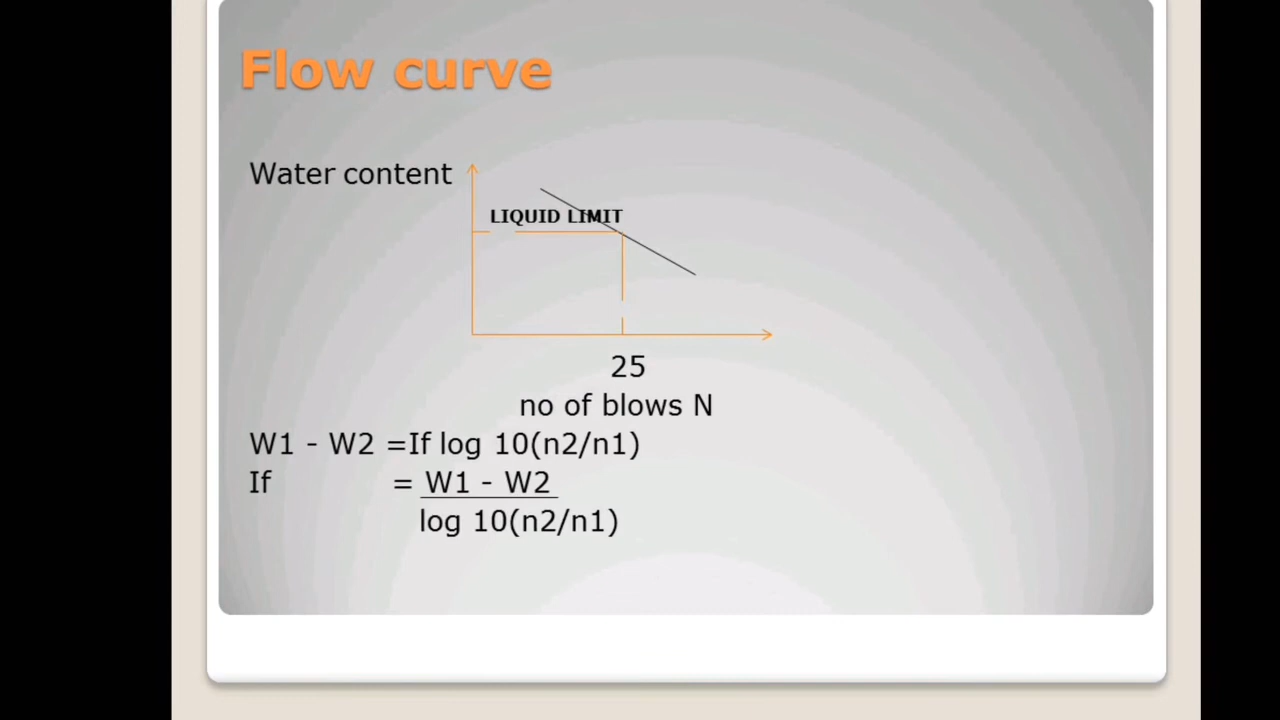 Flow curve
Water content
LIQUID LIMIT
25
no of blows N
W1 - W2 =If log 10(n2/n1)
If = W1 - W2
log 10(n2/n1)